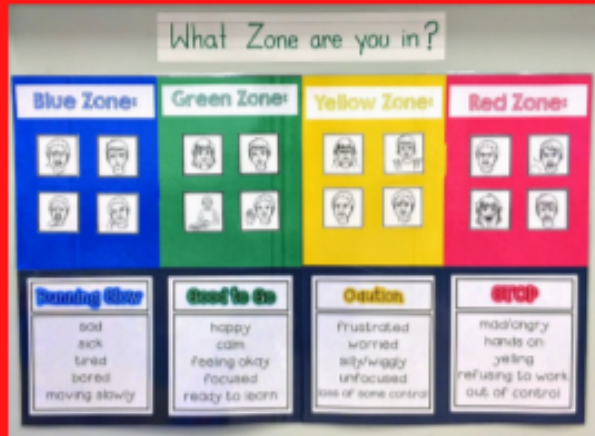 What Zone are you in?
Blue Zone:
Green Zone:
Yellow Zone:
Red Zone:
Running Slow
sad
sick
tired
bored
moving slowly
Good to Go
happy
calm
feeling okay
focused
ready to learn
Caution
frustrated
worried
silly/wiggly
unfocused
loss of some control
STOP
mad/angry
hands on
yelling
refusing to work
out of control